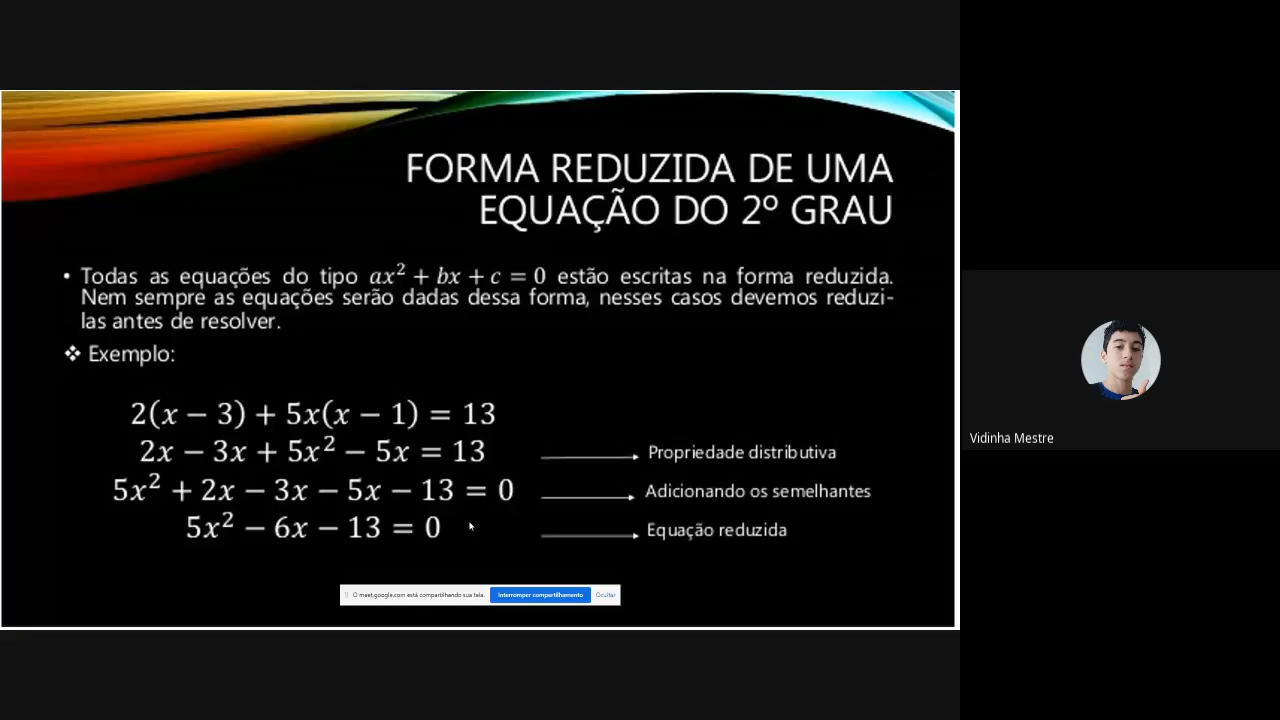 FORMA REDUZIDA DE UMA
EQUAÇÃO DO 2º GRAU
• Todas as equações do tipo ax² + bx + c = 0 estão escritas na forma reduzida.
Nem sempre as equações serão dadas dessa forma, nesses casos devemos reduzi-
las antes de resolver.
❖ Exemplo:
2(x − 3) + 5x(x − 1) = 13
2x − 3x + 5x² − 5x = 13 Propriedade distributiva
5x² + 2x − 3x − 5x − 13 = 0 Adicionando os semelhantes
5x² − 6x − 13 = 0 Equação reduzida
O meet.google.com está compartilhando sua tela. Interromper compartilhamento Ocultar
Vidinha Mestre